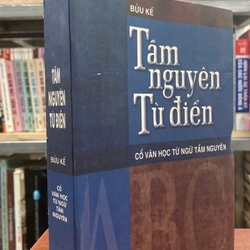 BỬU KẾ
Tầm
nguyên
Từ điển
CỔ VĂN HỌC TỪ NGỮ TẦM NGUYÊN
TẦM
NGUYÊN
TỪ ĐIỂN
BỬU KẾ
CỔ
VĂN HỌC
TỪ NGỮ
TẦM
NGUYÊN